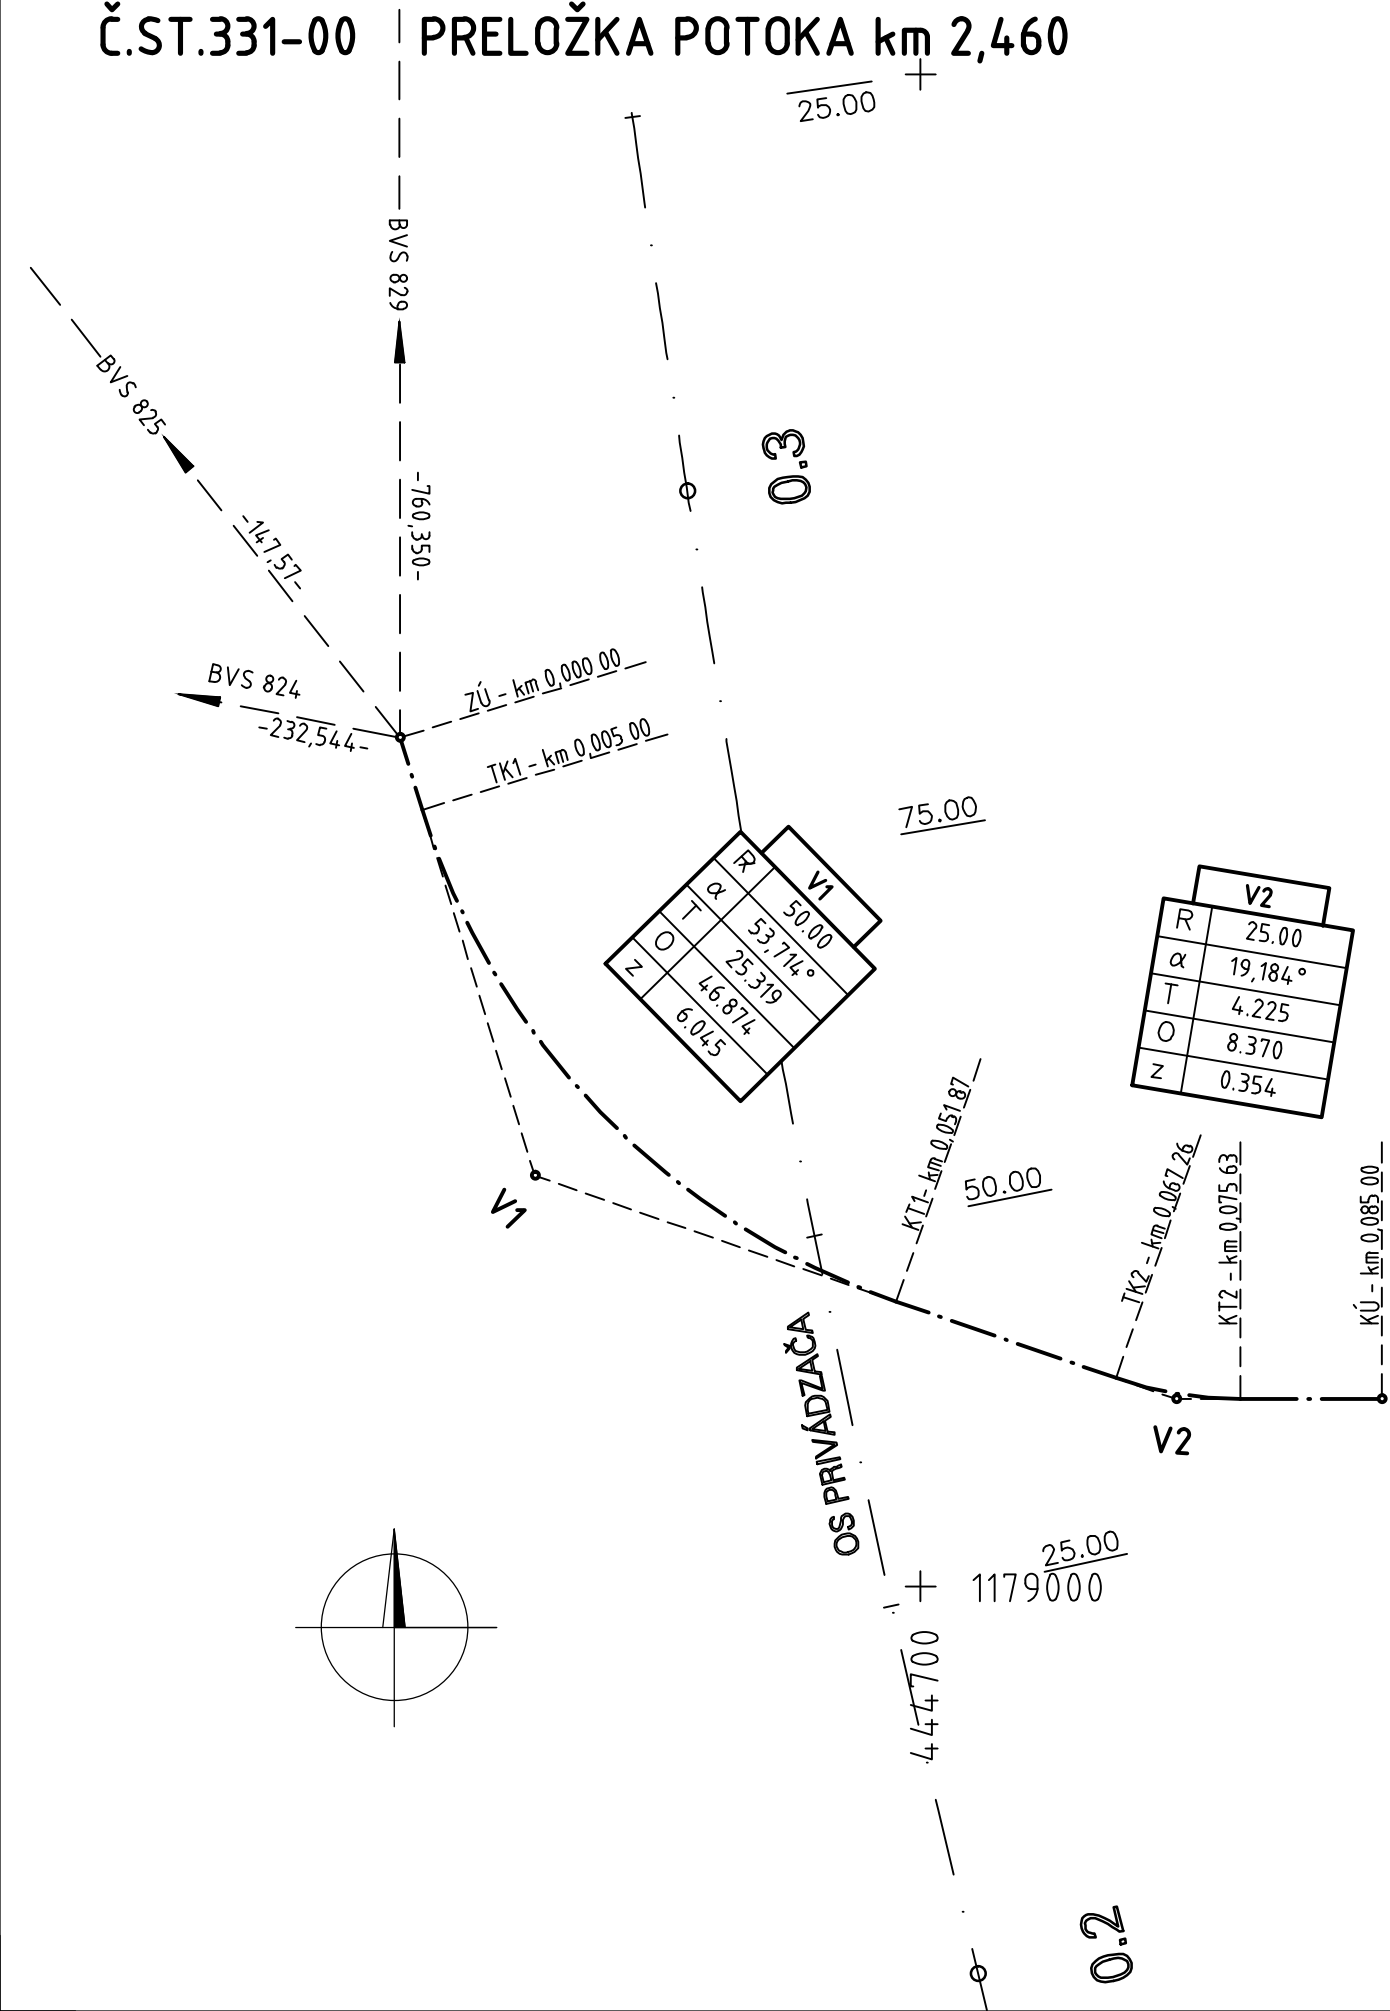 Č.ST.331-00 PRELOŽKA POTOKA km 2,460
25.00
BVS 829
BVS 825
0.3
-760,350-
-147,57-
BVS 824
-232,544-
ZÚ - km 0,000 00
TK1 - km 0,005 00
75.00
V1
R 50.00
α 53,714°
T 25.319
O 46.874
z 6.045
V2
R 25.00
α 19,184°
T 4.225
O 8.370
z 0.354
KT1- km 0,051 87
50.00
TK2 - km 0,067 26
KT2 - km 0,075 63
KÚ - km 0,085 00
V1
OS PRIVÁDZAČA
V2
25.00
1179000
444700
0.2